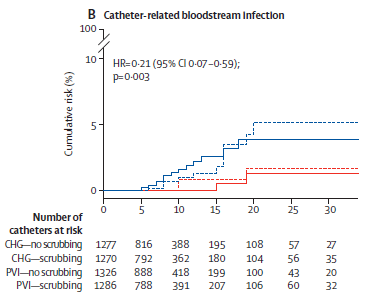 B Catheter-related bloodstream infection
100
10
HR=0·21 (95% CI 0·07–0·59);
p=0·003
Cumulative risk (%)
5
0
0 5 10 15 20 25 30
Number of
catheters at risk
CHG—no scrubbing 1277 816 388 195 108 57 27
CHG—scrubbing 1270 792 362 180 104 56 35
PVI—no scrubbing 1326 888 418 199 100 43 20
PVI—scrubbing 1286 788 391 207 106 60 32